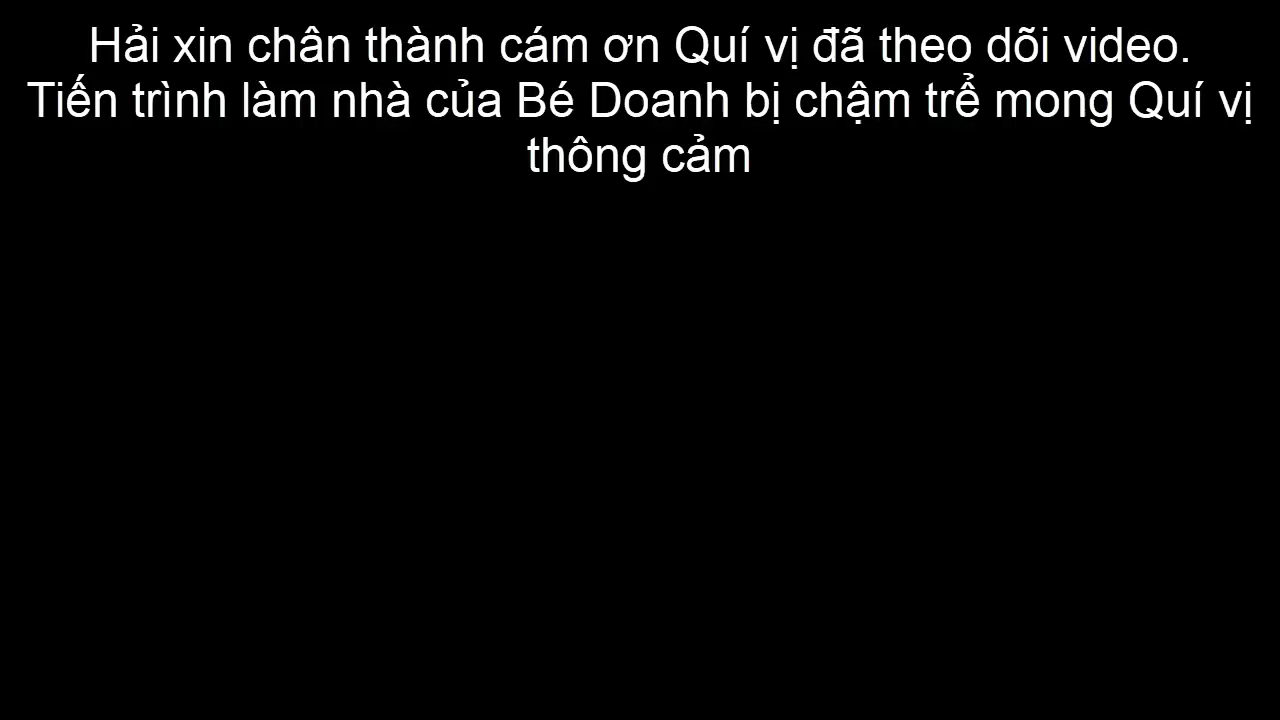 Hải xin chân thành cám ơn Quí vị đã theo dõi video.
Tiến trình làm nhà của Bé Doanh bị chậm trể mong Quí vị
thông cảm